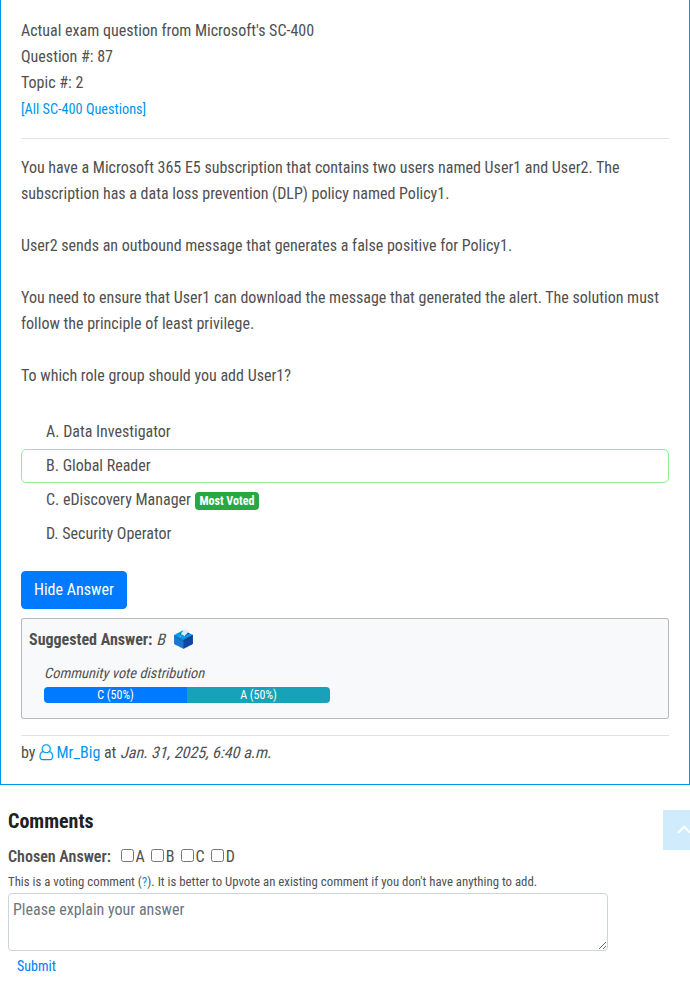 Actual exam question from Microsoft's SC-400
Question #: 87
Topic #: 2
[All SC-400 Questions]
You have a Microsoft 365 E5 subscription that contains two users named User1 and User2. The
subscription has a data loss prevention (DLP) policy named Policy1.
User2 sends an outbound message that generates a false positive for Policy1.
You need to ensure that User1 can download the message that generated the alert. The solution must
follow the principle of least privilege.
To which role group should you add User1?
A. Data Investigator
B. Global Reader
C. eDiscovery Manager Most Voted
D. Security Operator
Hide Answer
Suggested Answer: B
Community vote distribution
C (50%) A (50%)
by Mr_Big at Jan. 31, 2025, 6:40 a.m.
Comments
Chosen Answer: A B C D
This is a voting comment (?). It is better to Upvote an existing comment if you don't have anything to add.
Please explain your answer
Submit